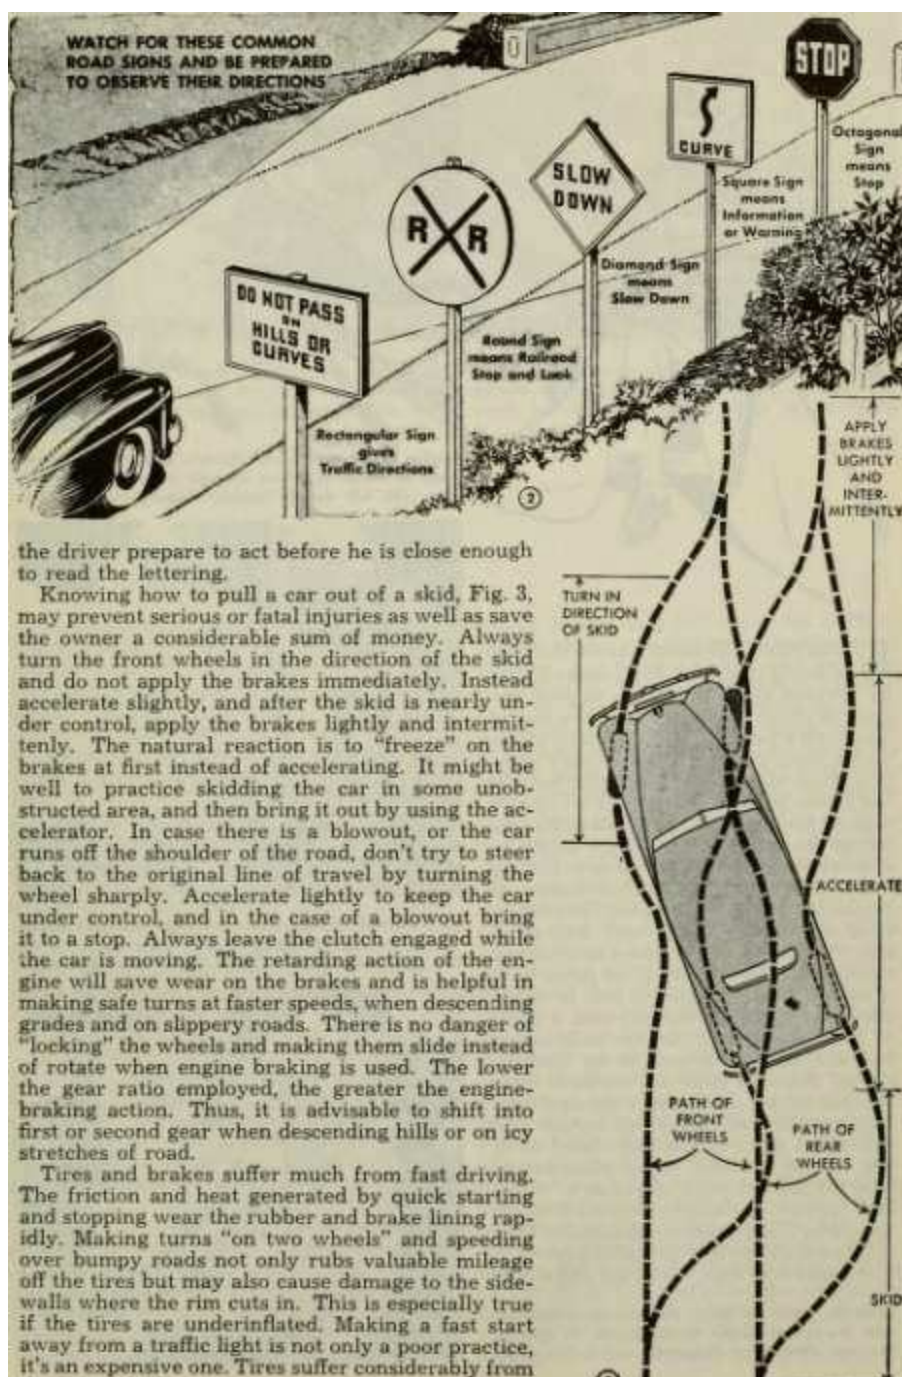 WATCH FOR THESE COMMON
ROAD SIGNS AND BE PREPARED
TO OBSERVE THEIR DIRECTIONS
DO NOT PASS
ON
HILLS OR
CURVES
Rectangular Sign
gives
Traffic Directions
R R
Round Sign
means Railroad
Stop and Look
SLOW
DOWN
Diamond Sign
means
Slow Down
CURVE
Square Sign
means
Information
or Warning
STOP
Octagonal
Sign
means
Stop
2
the driver prepare to act before he is close enough
to read the lettering.
Knowing how to pull a car out of a skid, Fig. 3,
may prevent serious or fatal injuries as well as save
the owner a considerable sum of money. Always
turn the front wheels in the direction of the skid
and do not apply the brakes immediately. Instead
accelerate slightly, and after the skid is nearly un-
der control, apply the brakes lightly and intermit-
tenly. The natural reaction is to "freeze" on the
brakes at first instead of accelerating. It might be
well to practice skidding the car in some unob-
structed area, and then bring it out by using the ac-
celerator. In case there is a blowout, or the car
runs off the shoulder of the road, don't try to steer
back to the original line of travel by turning the
wheel sharply. Accelerate lightly to keep the car
under control, and in the case of a blowout bring
it to a stop. Always leave the clutch engaged while
the car is moving. The retarding action of the en-
gine will save wear on the brakes and is helpful in
making safe turns at faster speeds, when descending
grades and on slippery roads. There is no danger of
"locking" the wheels and making them slide instead
of rotate when engine braking is used. The lower
the gear ratio employed, the greater the engine-
braking action. Thus, it is advisable to shift into
first or second gear when descending hills or on icy
stretches of road.
Tires and brakes suffer much from fast driving.
The friction and heat generated by quick starting
and stopping wear the rubber and brake lining rap-
idly. Making turns "on two wheels" and speeding
over bumpy roads not only rubs valuable mileage
off the tires but may also cause damage to the side-
walls where the rim cuts in. This is especially true
if the tires are underinflated. Making a fast start
away from a traffic light is not only a poor practice,
it's an expensive one. Tires suffer considerably from
APPLY
BRAKES
LIGHTLY
AND
INTER-
MITTENTLY
TURN IN
DIRECTION
OF SKID
ACCELERATE
PATH OF
FRONT
WHEELS
PATH OF
REAR
WHEELS
SKID